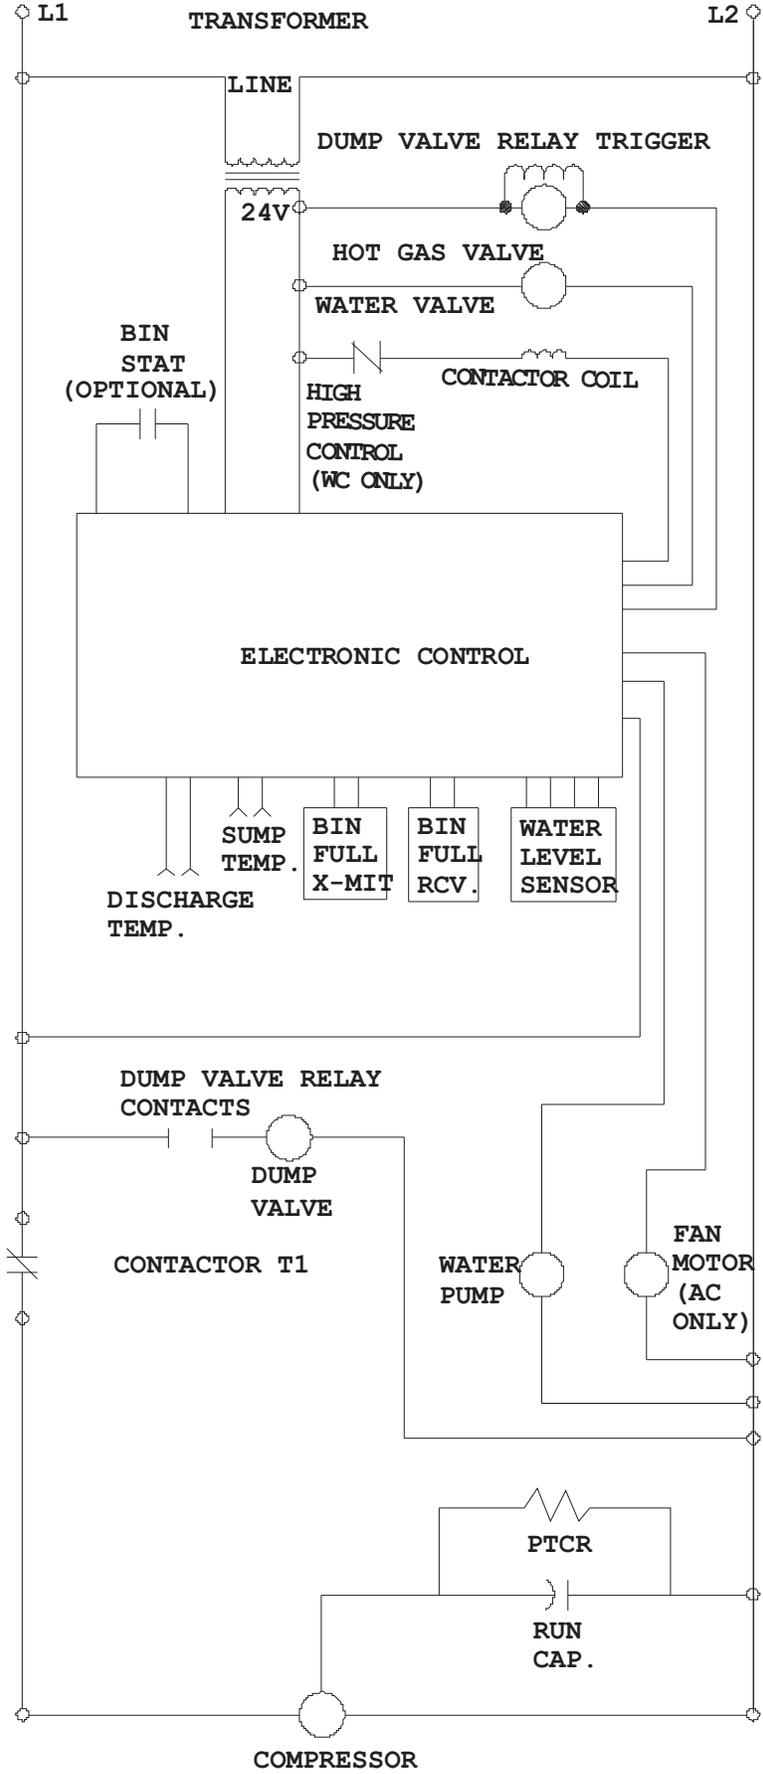 L1
TRANSFORMER
L2
LINE
DUMP VALVE RELAY TRIGGER
24V
HOT GAS VALVE
WATER VALVE
BIN
STAT
(OPTIONAL)
CONTACTOR COIL
HIGH
PRESSURE
CONTROL
(WC ONLY)
ELECTRONIC CONTROL
SUMP
TEMP.
BIN
FULL
X-MIT
BIN
FULL
RCV.
WATER
LEVEL
SENSOR
DISCHARGE
TEMP.
DUMP VALVE RELAY
CONTACTS
DUMP
VALVE
CONTACTOR T1
WATER
PUMP
FAN
MOTOR
(AC
ONLY)
PTCR
RUN
CAP.
COMPRESSOR